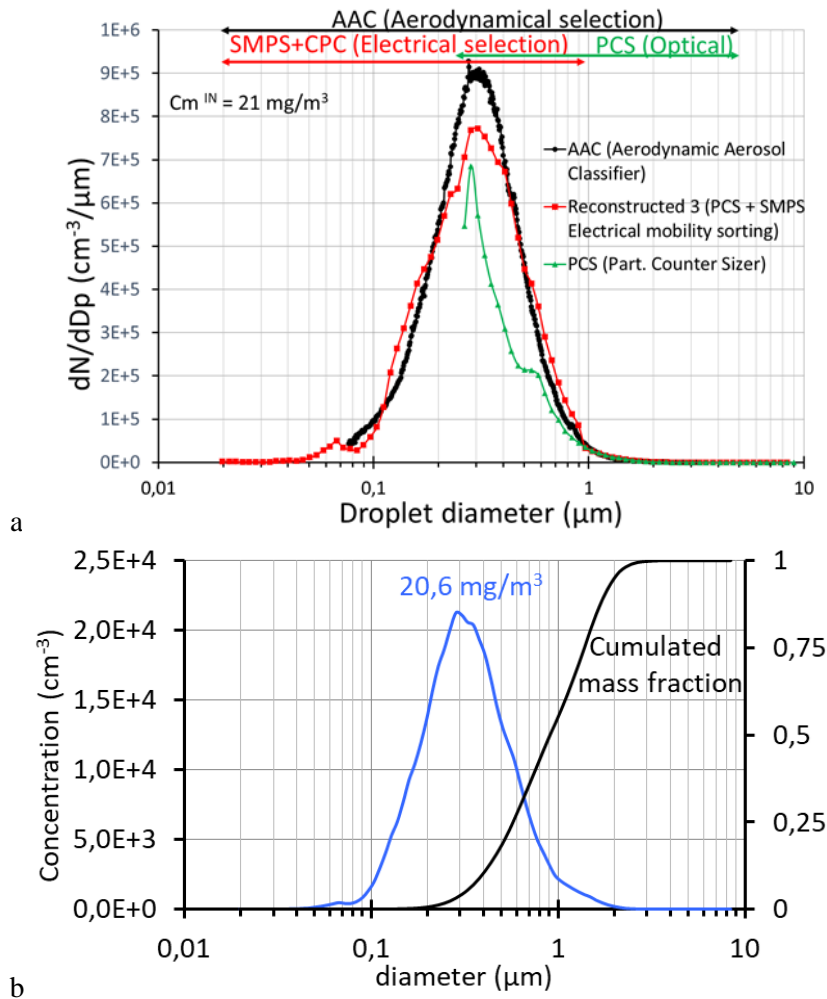 AAC (Aerodynamical selection)
SMPS+CPC (Electrical selection)
PCS (Optical)
Cm IN = 21 mg/m³
1E+6
9E+5
8E+5
7E+5
6E+5
5E+5
4E+5
3E+5
2E+5
1E+5
0E+0
dN/dDp (cm⁻³/µm)
AAC (Aerodynamic Aerosol
Classifier)
Reconstructed 3 (PCS + SMPS
Electrical mobility sorting)
PCS (Part. Counter Sizer)
0,01
0,1
1
10
Droplet diameter (µm)
a
2,5E+4
2,0E+4
1,5E+4
1,0E+4
5,0E+3
0,0E+0
Concentration (cm⁻³)
20,6 mg/m³
Cumulated
mass fraction
1
0,75
0,5
0,25
0
0,01
0,1
1
10
diameter (µm)
b